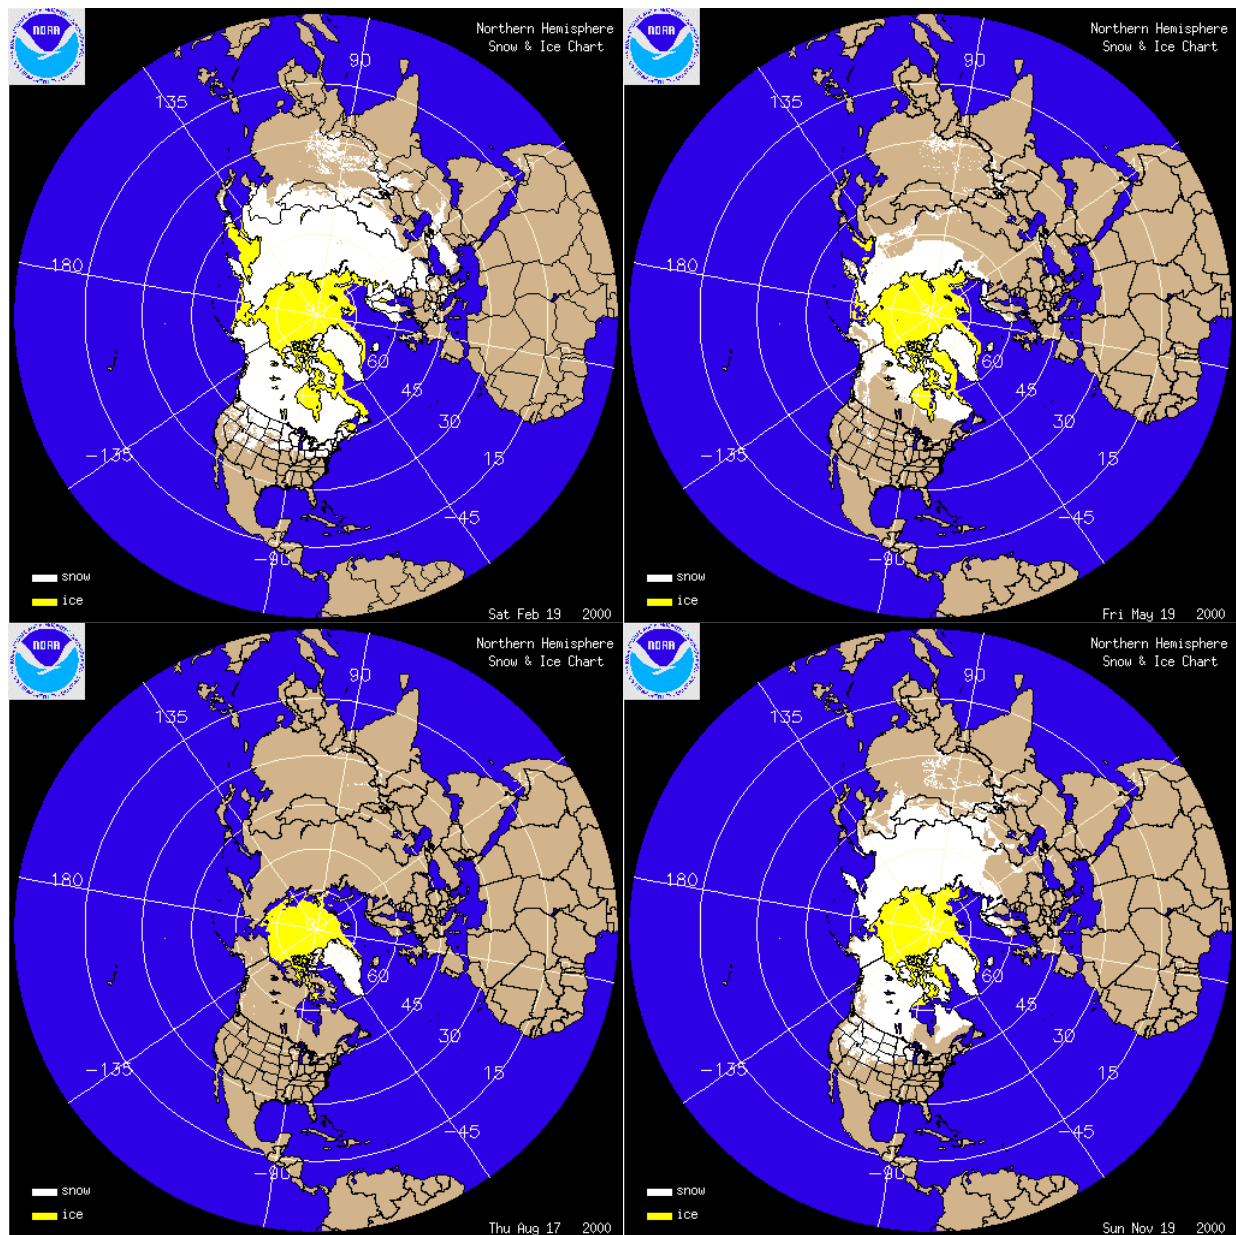 NOAA
Northern Hemisphere
Snow & Ice Chart
90
135
180
60
45
30
15
-135
-45
-90
snow
ice
Sat Feb 19 2000
NOAA
Northern Hemisphere
Snow & Ice Chart
90
135
180
60
45
30
15
-135
-45
-90
snow
ice
Fri May 19 2000
NOAA
Northern Hemisphere
Snow & Ice Chart
90
135
180
60
45
30
15
-135
-45
-90
snow
ice
Thu Aug 17 2000
NOAA
Northern Hemisphere
Snow & Ice Chart
90
135
180
60
45
30
15
-135
-45
-90
snow
ice
Sun Nov 19 2000